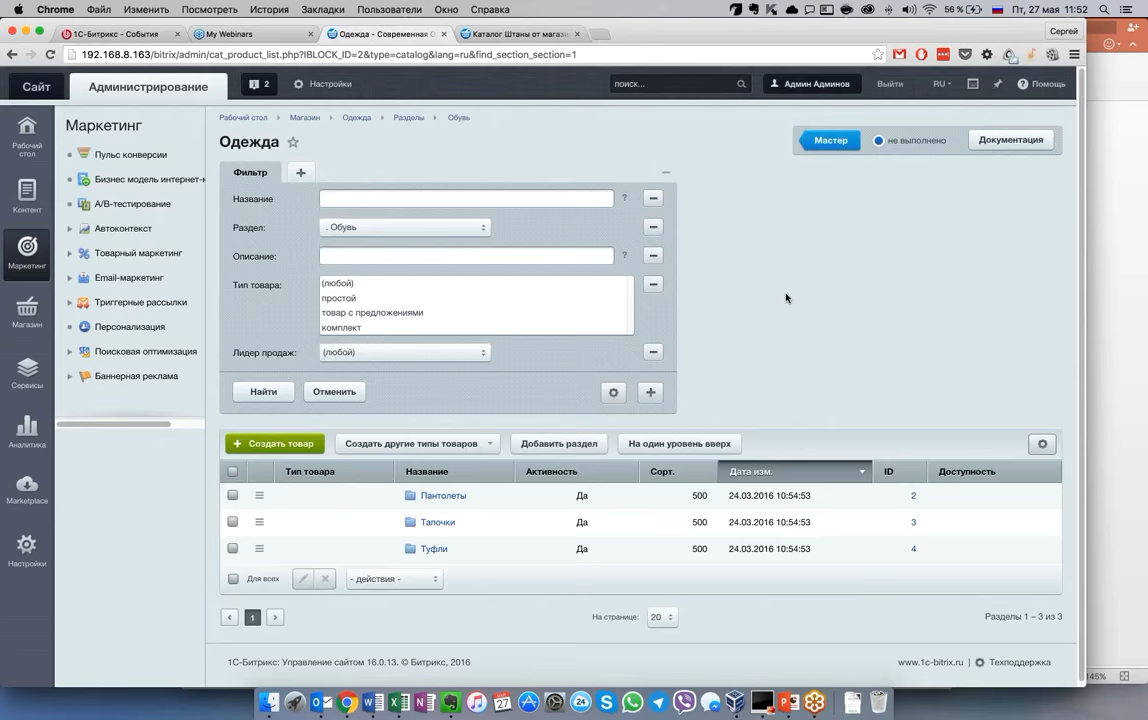 Chrome Файл Изменить Посмотреть История Закладки Пользователи Окно Справка 56 % Пт, 27 мая 11:52
1С-Битрикс - События × My Webinars × Одежда - Современная О × Каталог Штаны от магази × Сергей
192.168.8.163/bitrix/admin/cat_product_list.php?IBLOCK_ID=2&type=catalog&lang=ru&find_section_section=1
Сайт Администрирование 2 Настройки поиск... Админ Админов Выйти RU Помощь
Рабочий стол
Контент
Маркетинг
Магазин
Сервисы
Аналитика
Marketplace
Настройки
Маркетинг
Пульс конверсии
Бизнес модель интернет-м
A/B-тестирование
Автоконтекст
Товарный маркетинг
Email-маркетинг
Триггерные рассылки
Персонализация
Поисковая оптимизация
Баннерная реклама
Рабочий стол Магазин Одежда Разделы Обувь
Одежда
Мастер не выполнено Документация
Фильтр +
Название ?
Раздел: . Обувь
Описание: ?
Тип товара: (любой)
простой
товар с предложениями
комплект
Лидер продаж: (любой)
Найти Отменить
+ Создать товар Создать другие типы товаров Добавить раздел На один уровень вверх
Тип товара Название Активность Сорт. Дата изм. ID Доступность
Пантолеты Да 500 24.03.2016 10:54:53 2
Тапочки Да 500 24.03.2016 10:54:53 3
Туфли Да 500 24.03.2016 10:54:53 4
Для всех - действия -
1 На странице: 20 Разделы 1 – 3 из 3
1С-Битрикс: Управление сайтом 16.0.13. © Битрикс, 2016 www.1c-bitrix.ru Техподдержка
145%